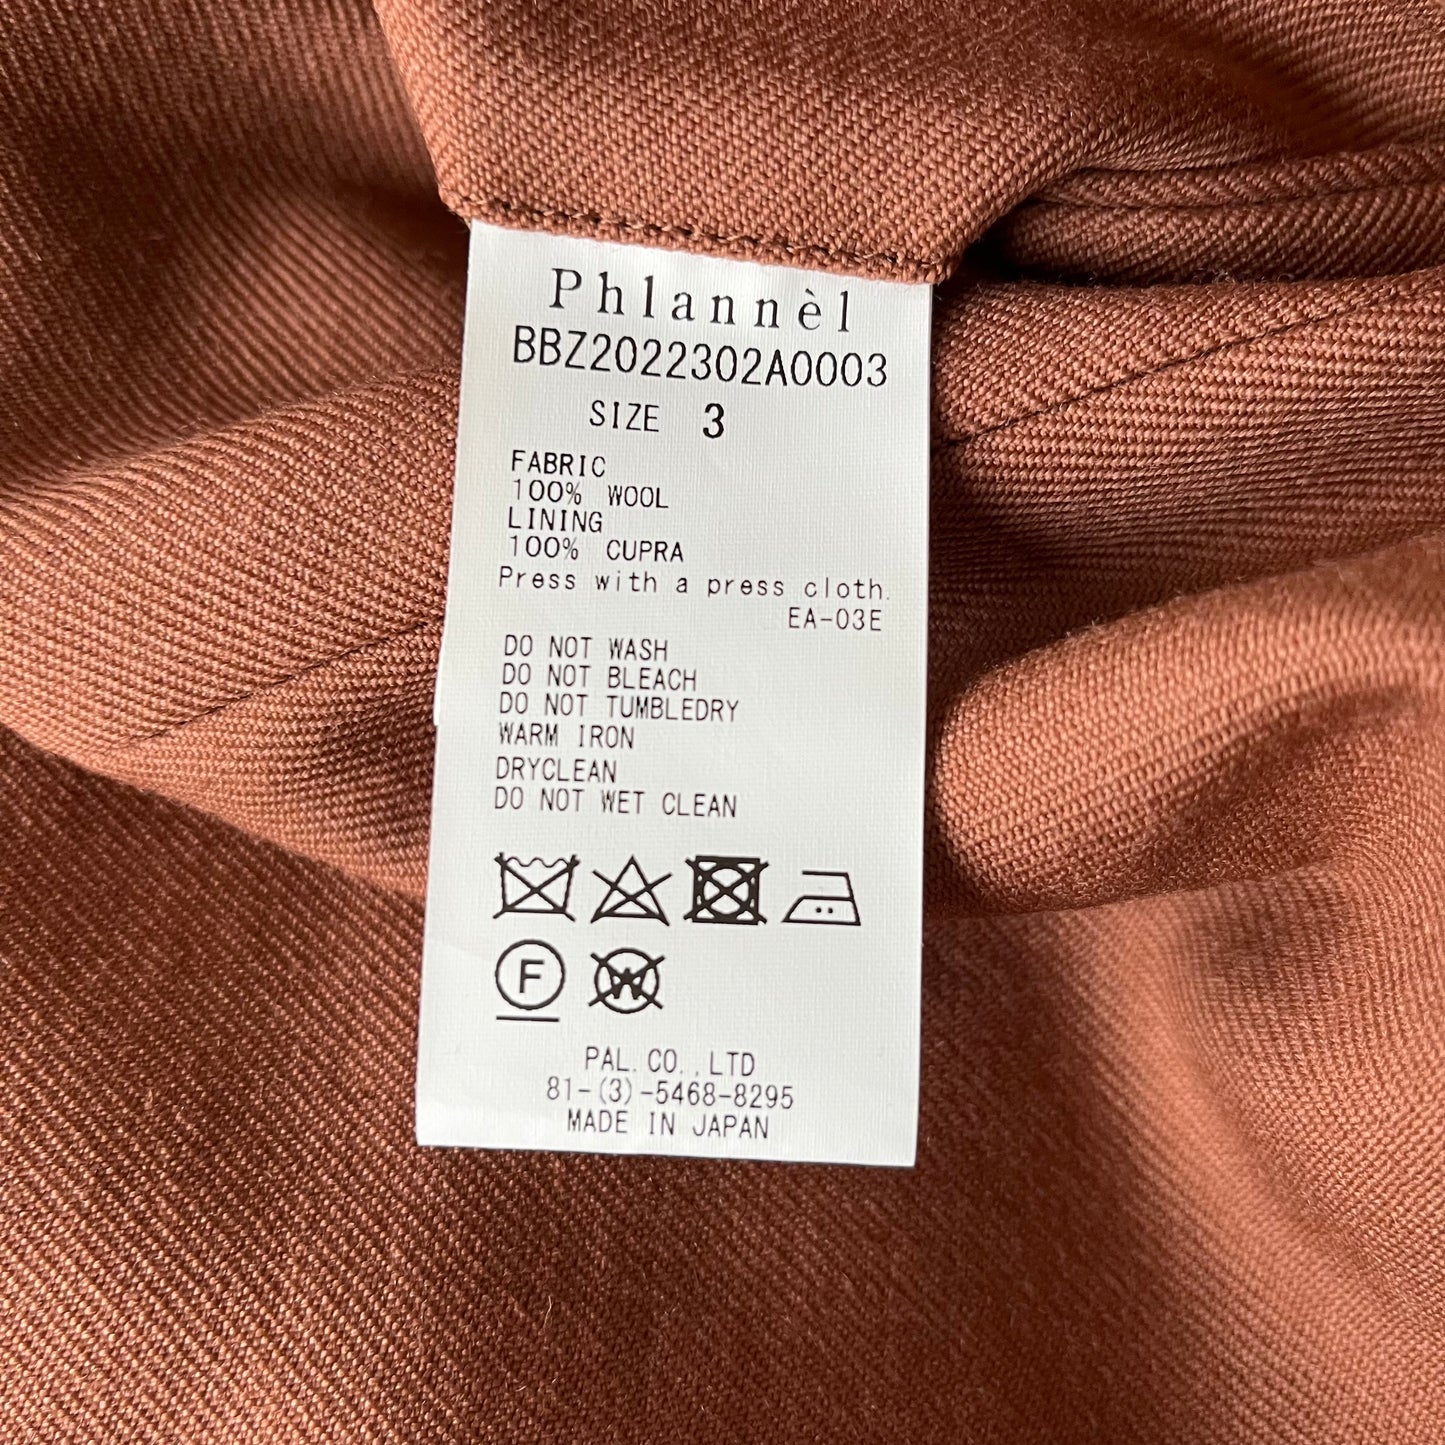 Phlannèl
BBZ2022302A0003
SIZE 3
FABRIC
100% WOOL
LINING
100% CUPRA
Press with a press cloth.
EA-03E
DO NOT WASH
DO NOT BLEACH
DO NOT TUMBLEDRY
WARM IRON
DRYCLEAN
DO NOT WET CLEAN
F W
PAL.CO.,LTD
81-(3)-5468-8295
MADE IN JAPAN